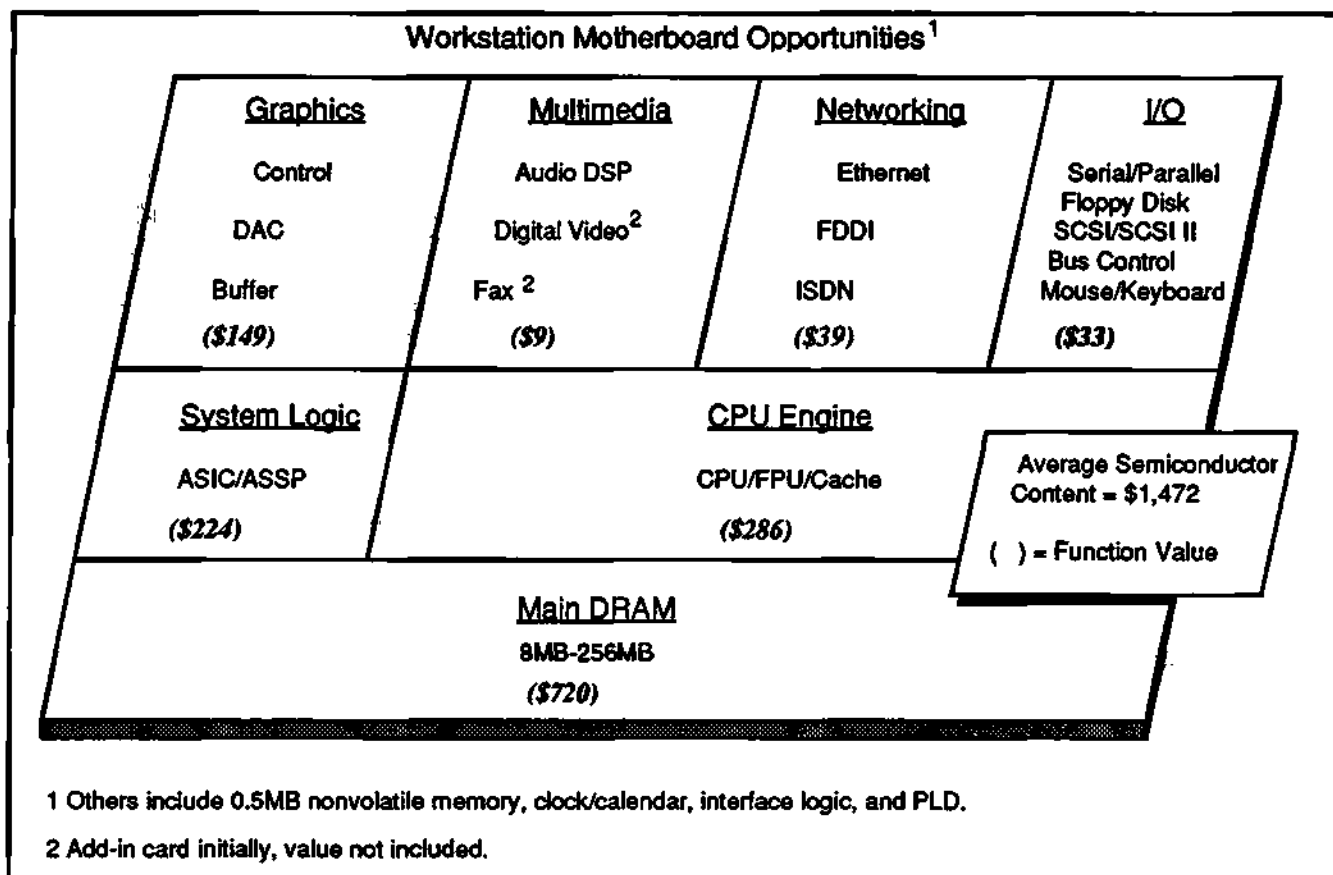 Workstation Motherboard Opportunities1
Graphics
Control
DAC
Buffer
($149)
Multimedia
Audio DSP
Digital Video2
Fax 2
($9)
Networking
Ethernet
FDDI
ISDN
($39)
I/O
Serial/Parallel
Floppy Disk
SCSI/SCSI II
Bus Control
Mouse/Keyboard
($33)
System Logic
ASIC/ASSP
($224)
CPU Engine
CPU/FPU/Cache
($286)
Average Semiconductor
Content = $1,472
( ) = Function Value
Main DRAM
8MB-256MB
($720)
1 Others include 0.5MB nonvolatile memory, clock/calendar, interface logic, and PLD.
2 Add-in card initially, value not included.